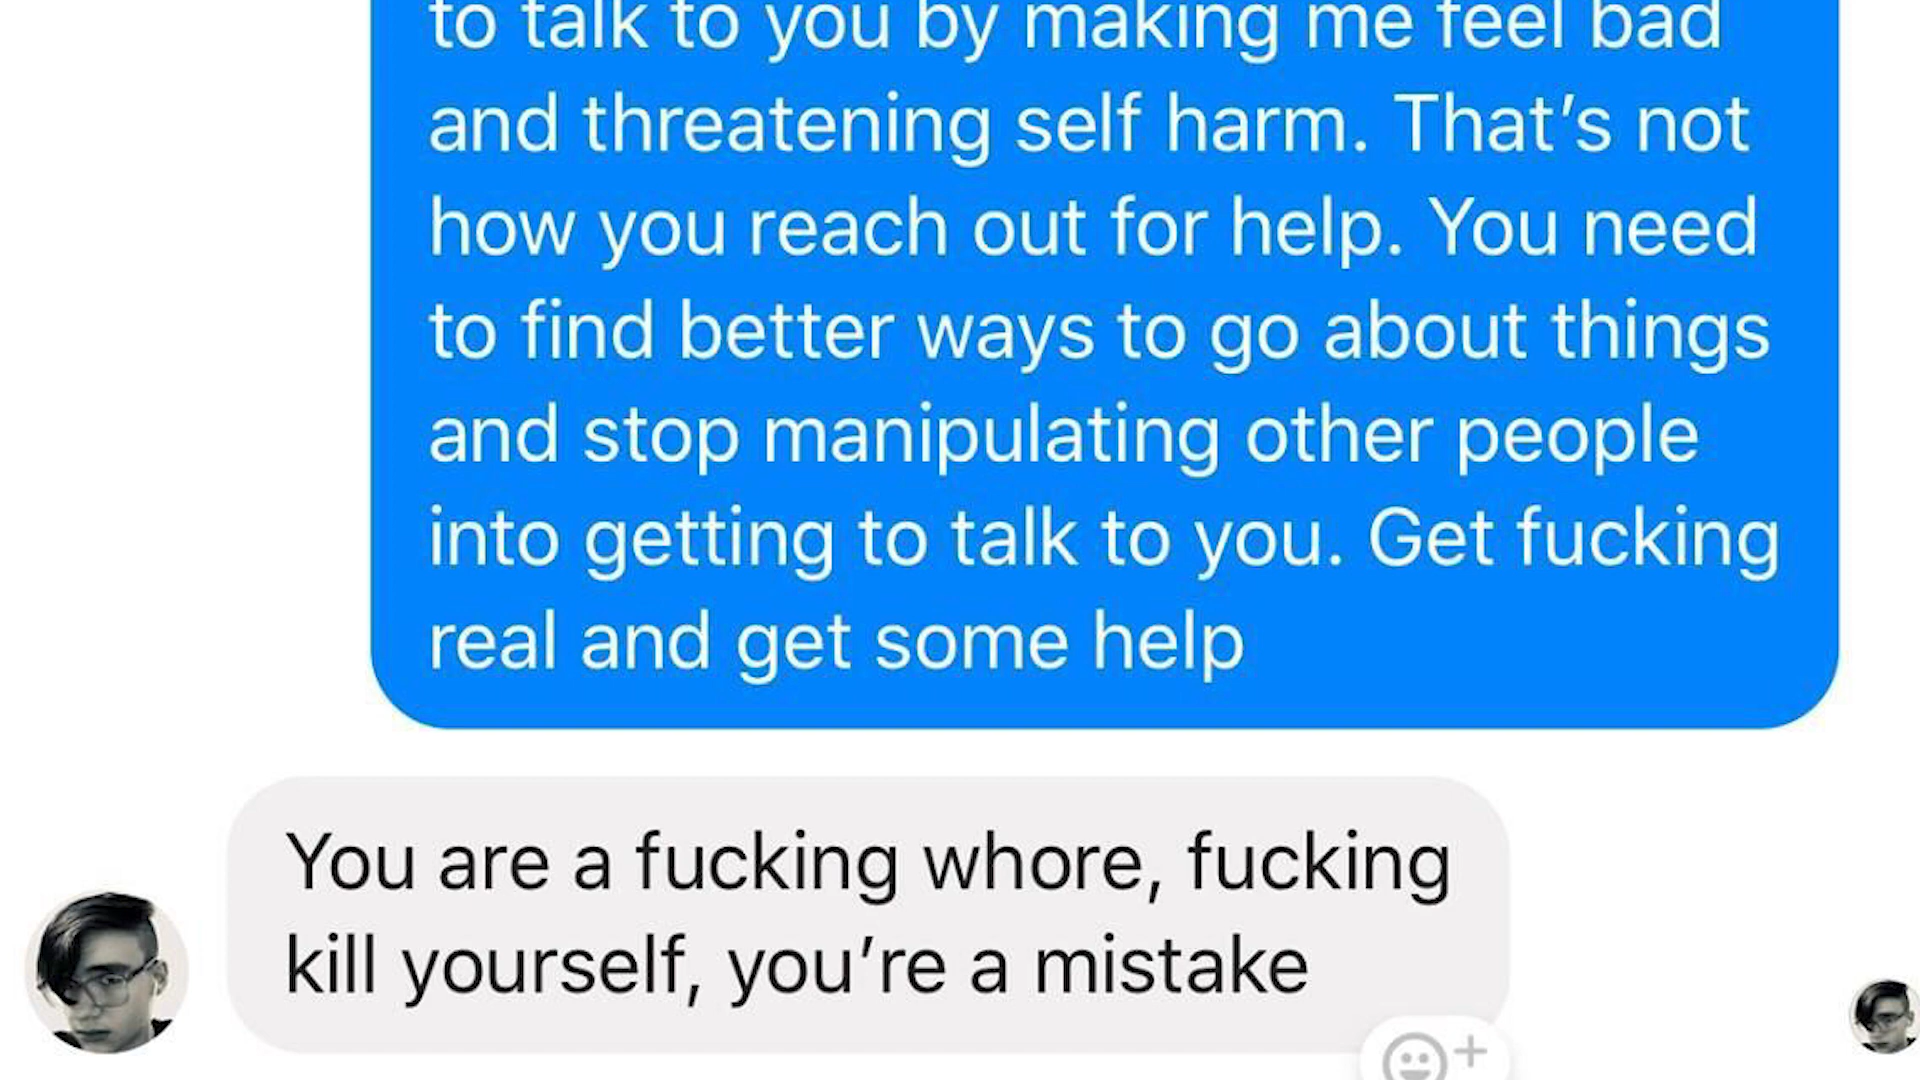 to talk to you by making me feel bad
and threatening self harm. That’s not
how you reach out for help. You need
to find better ways to go about things
and stop manipulating other people
into getting to talk to you. Get fucking
real and get some help
You are a fucking whore, fucking
kill yourself, you’re a mistake